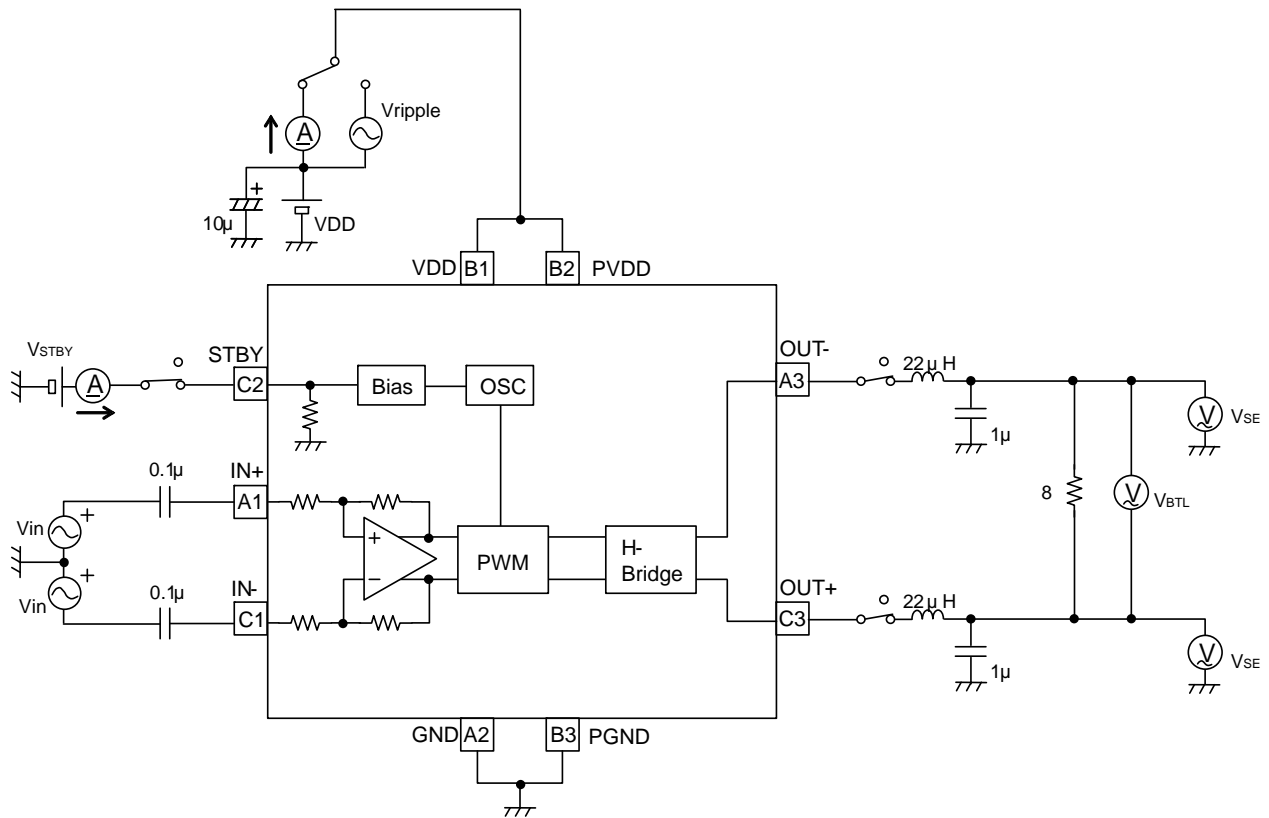 Vripple
A
10µ
+
VDD
VDD B1
B2 PVDD
VSTBY
A
STBY
C2
Bias
OSC
OUT-
A3
22µH
1µ
V
VSE
0.1µ
IN+
A1
Vin
+
+
Vin
0.1µ
IN-
C1
+
−
PWM
H-
Bridge
8
V
VBTL
OUT+
C3
22µH
1µ
V
VSE
GND A2
B3 PGND